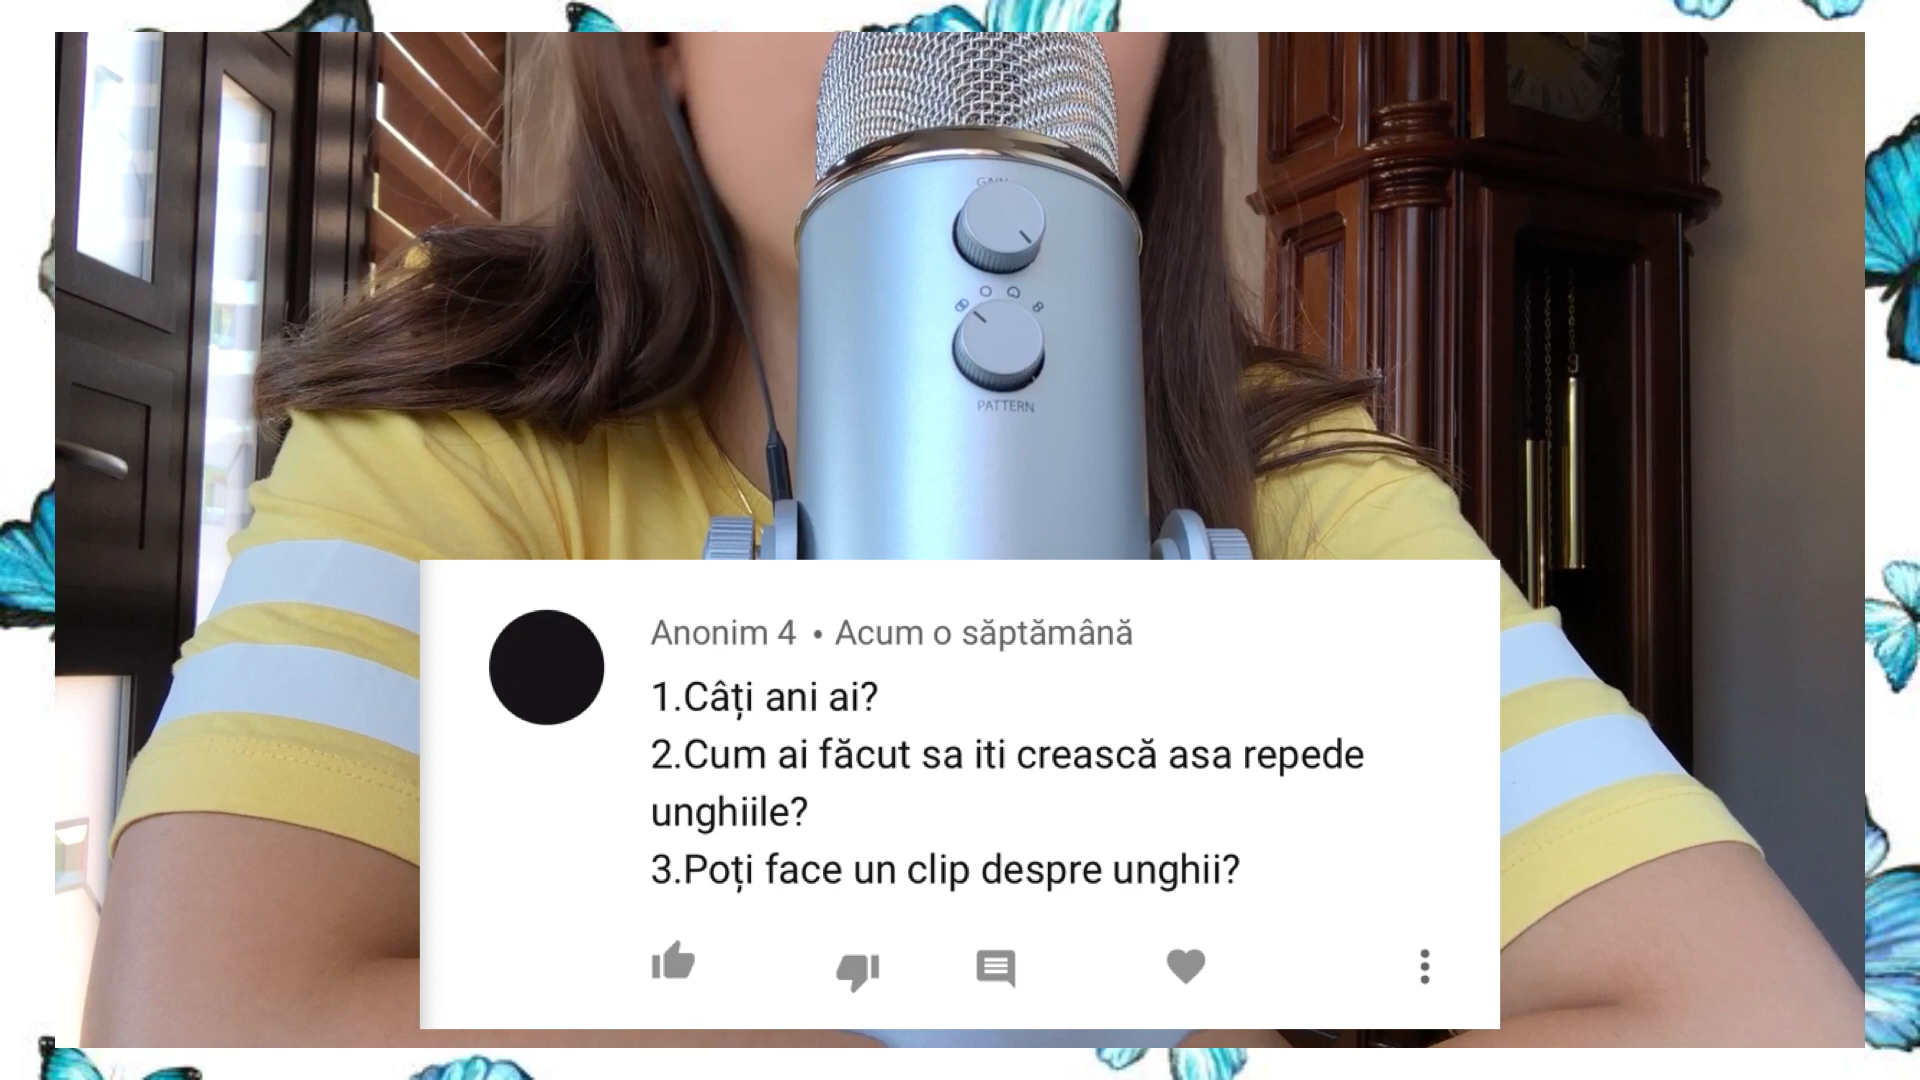 GAIN
PATTERN
Anonim 4 • Acum o săptămână
1.Câți ani ai?
2.Cum ai făcut sa iti crească asa repede
unghiile?
3.Poți face un clip despre unghii?